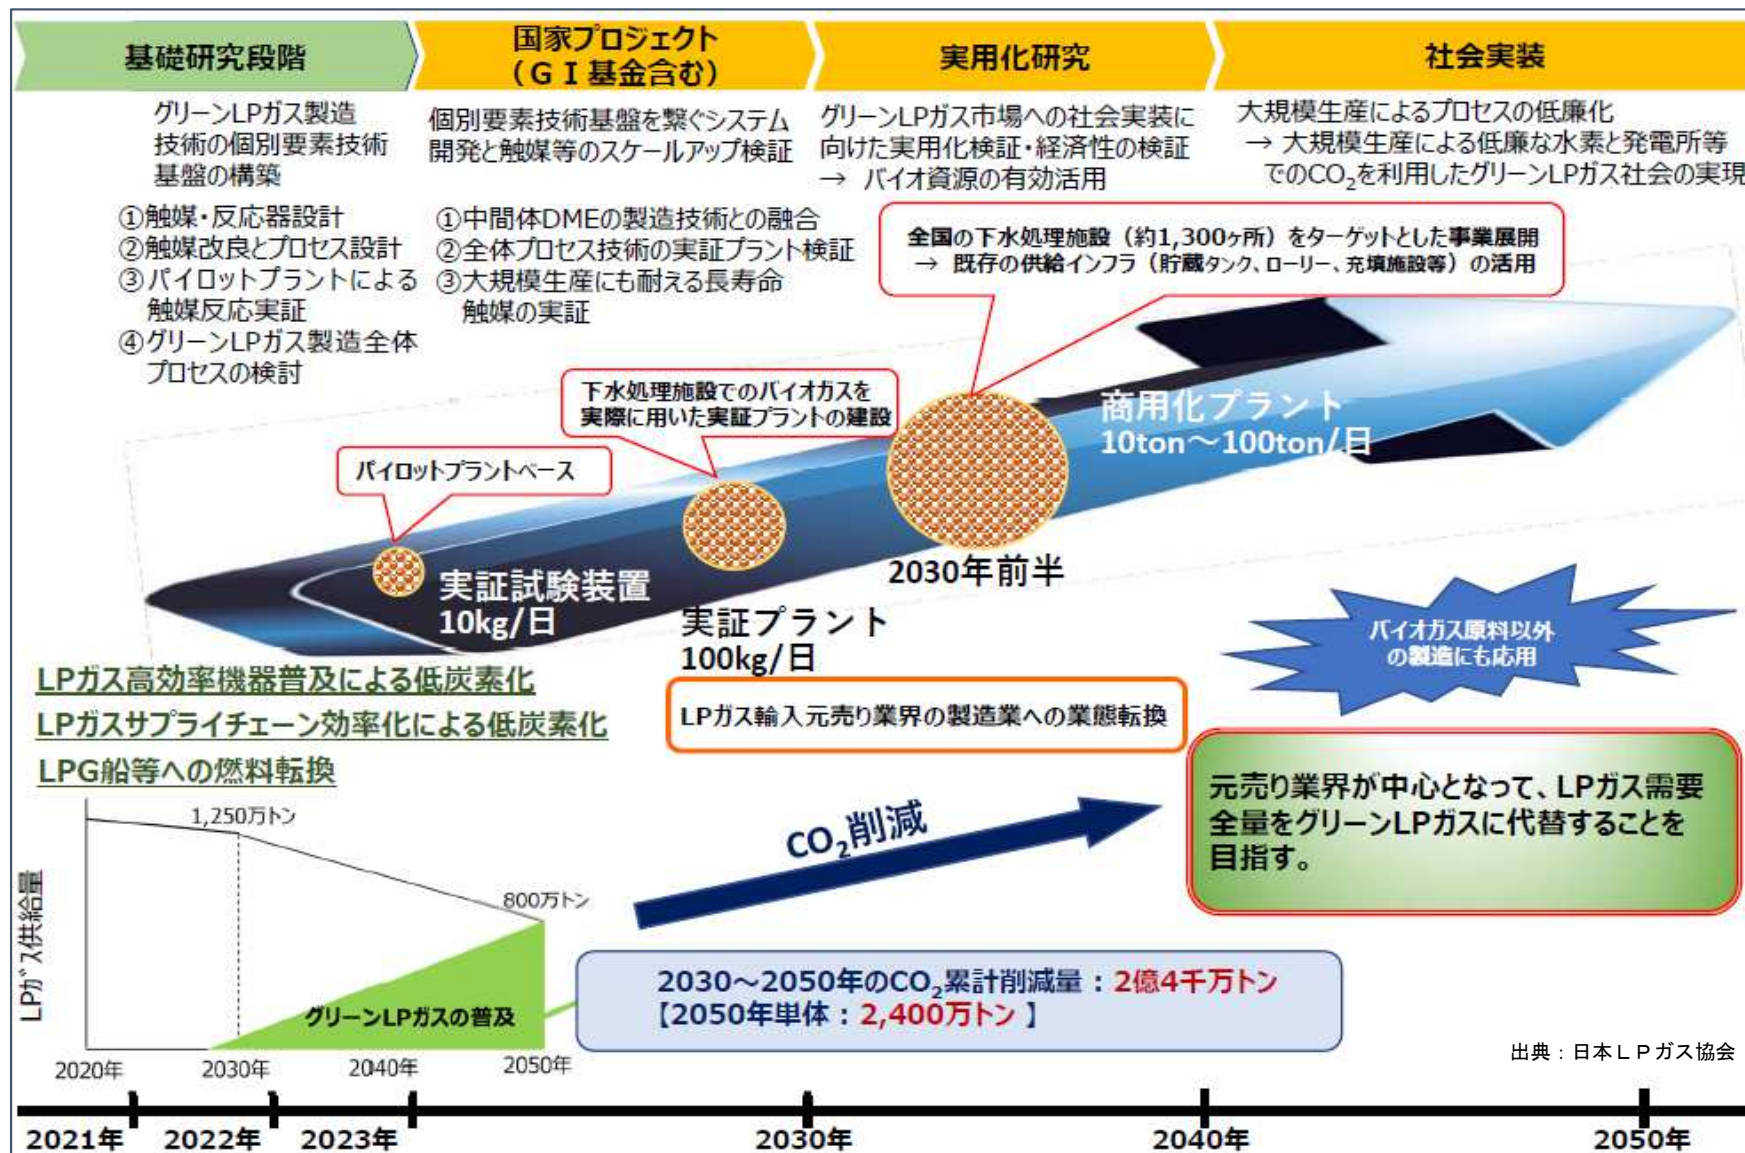 基礎研究段階
国家プロジェクト
（ＧＩ基金含む）
実用化研究
社会実装
グリーンLPガス製造
技術の個別要素技術
基盤の構築
①触媒・反応器設計
②触媒改良とプロセス設計
③パイロットプラントによる
触媒反応実証
④グリーンLPガス製造全体
プロセスの検討
個別要素技術基盤を繋ぐシステム
開発と触媒等のスケールアップ検証
①中間体DMEの製造技術との融合
②全体プロセス技術の実証プラント検証
③大規模生産にも耐える長寿命
触媒の実証
グリーンLPガス市場への社会実装に
向けた実用化検証・経済性の検証
→ バイオ資源の有効活用
大規模生産によるプロセスの低廉化
→ 大規模生産による低廉な水素と発電所等
でのCO₂を利用したグリーンLPガス社会の実現
全国の下水処理施設（約1,300ヶ所）をターゲットとした事業展開
→ 既存の供給インフラ（貯蔵タンク、ローリー、充填施設等）の活用
下水処理施設でのバイオガスを
実際に用いた実証プラントの建設
パイロットプラントベース
商用化プラント
10ton～100ton/日
2030年前半
実証試験装置
10kg/日
実証プラント
100kg/日
バイオガス原料以外
の製造にも応用
LPガス高効率機器普及による低炭素化
LPガスサプライチェーン効率化による低炭素化
LPG船等への燃料転換
LPガス輸入元売り業界の製造業への業態転換
元売り業界が中心となって、LPガス需要
全量をグリーンLPガスに代替することを
目指す。
CO₂削減
LPガス供給量
1,250万トン
800万トン
グリーンLPガスの普及
2020年
2030年
2040年
2050年
2030～2050年のCO₂累計削減量：2億4千万トン
【2050年単体：2,400万トン 】
出典：日本ＬＰガス協会
2021年
2022年
2023年
2030年
2040年
2050年